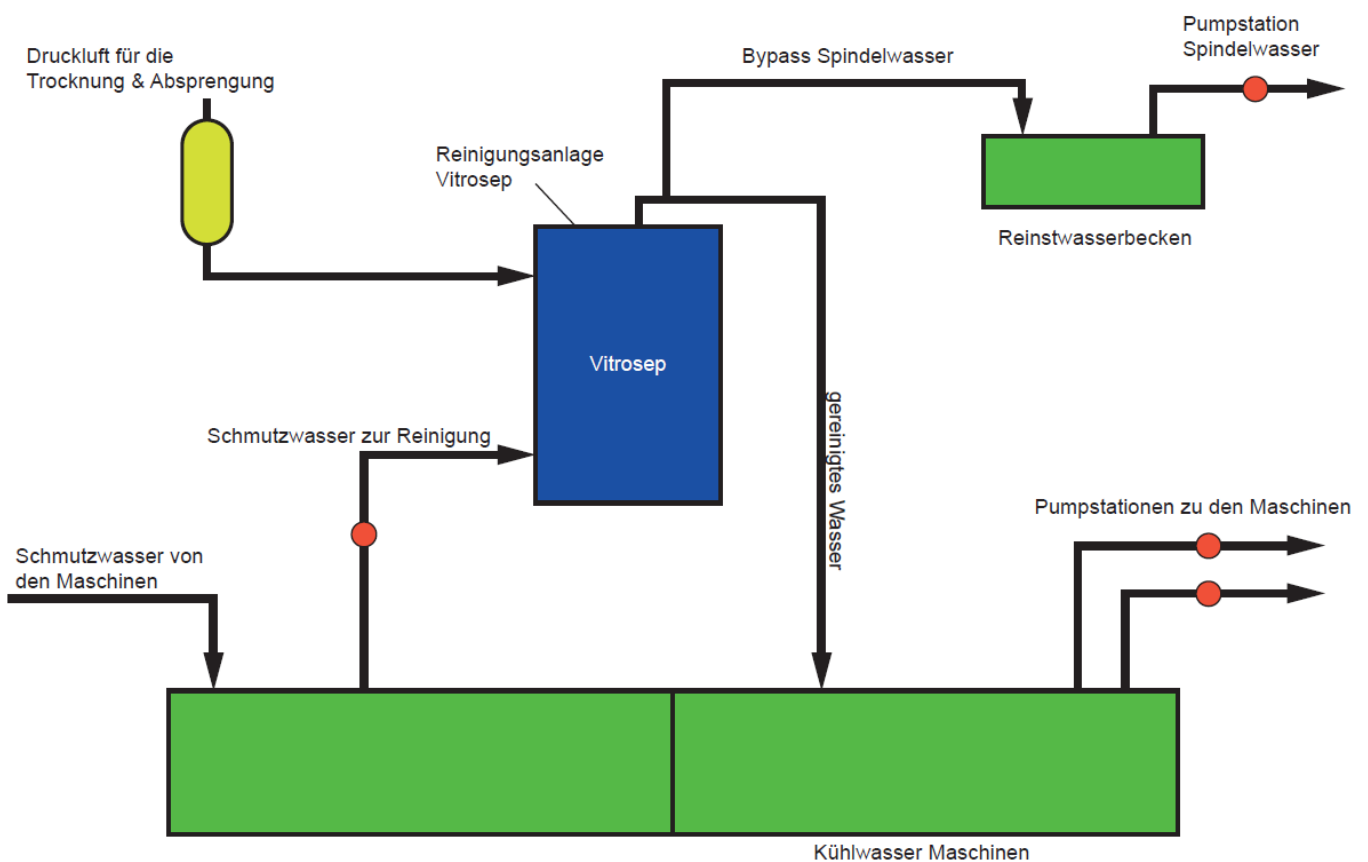 Druckluft für die
Trocknung & Absprengung
Bypass Spindelwasser
Pumpstation
Spindelwasser
Reinigungsanlage
Vitrosep
Reinstwasserbecken
Vitrosep
gereinigtes Wasser
Schmutzwasser zur Reinigung
Pumpstationen zu den Maschinen
Schmutzwasser von
den Maschinen
Kühlwasser Maschinen